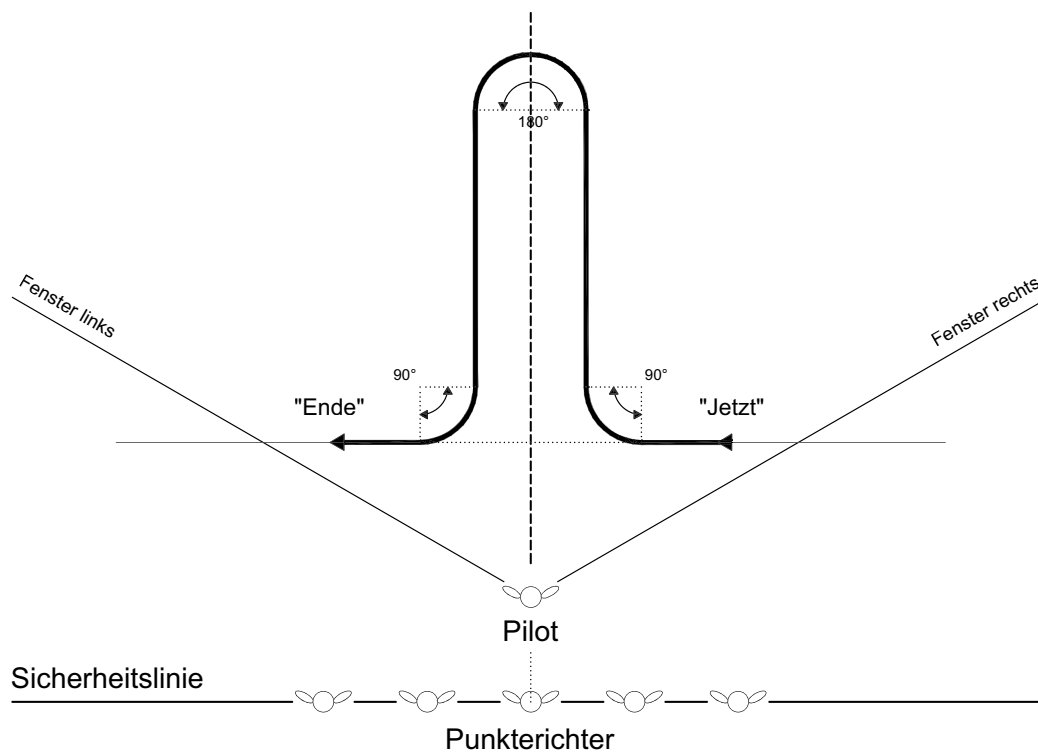 180°
Fenster links
Fenster rechts
90°
90°
"Ende"
"Jetzt"
Pilot
Sicherheitslinie
Punkterichter